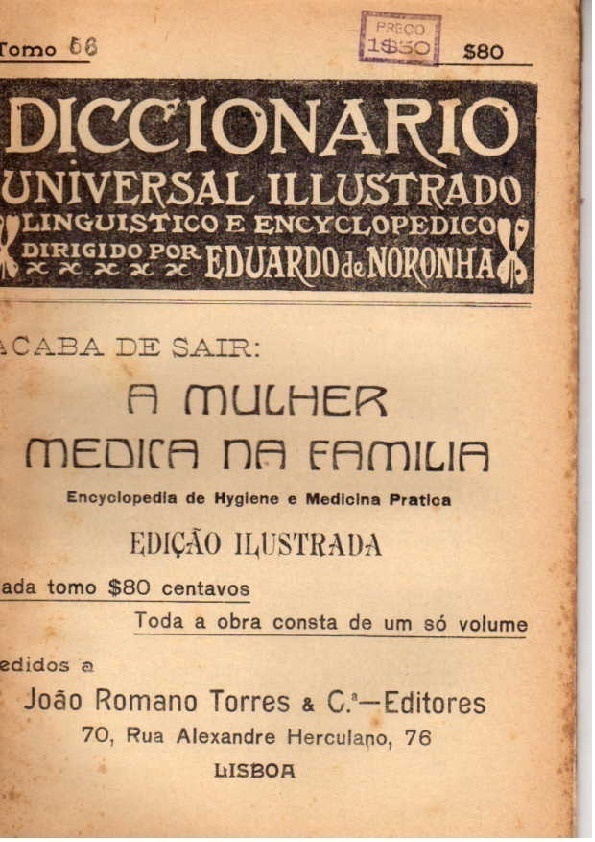 Tomo 56
PREÇO
1$50
$80
DICCIONARIO
UNIVERSAL ILLUSTRADO
LINGUISTICO E ENCYCLOPEDICO
DIRIGIDO POR EDUARDO de NORONHA
ACABA DE SAIR:
A MULHER
MEDICA NA FAMILIA
Encyclopedia de Hygiene e Medicina Pratica
EDIÇÃO ILUSTRADA
ada tomo $80 centavos
Toda a obra consta de um só volume
edidos a
João Romano Torres & C.ª—Editores
70, Rua Alexandre Herculano, 76
LISBOA